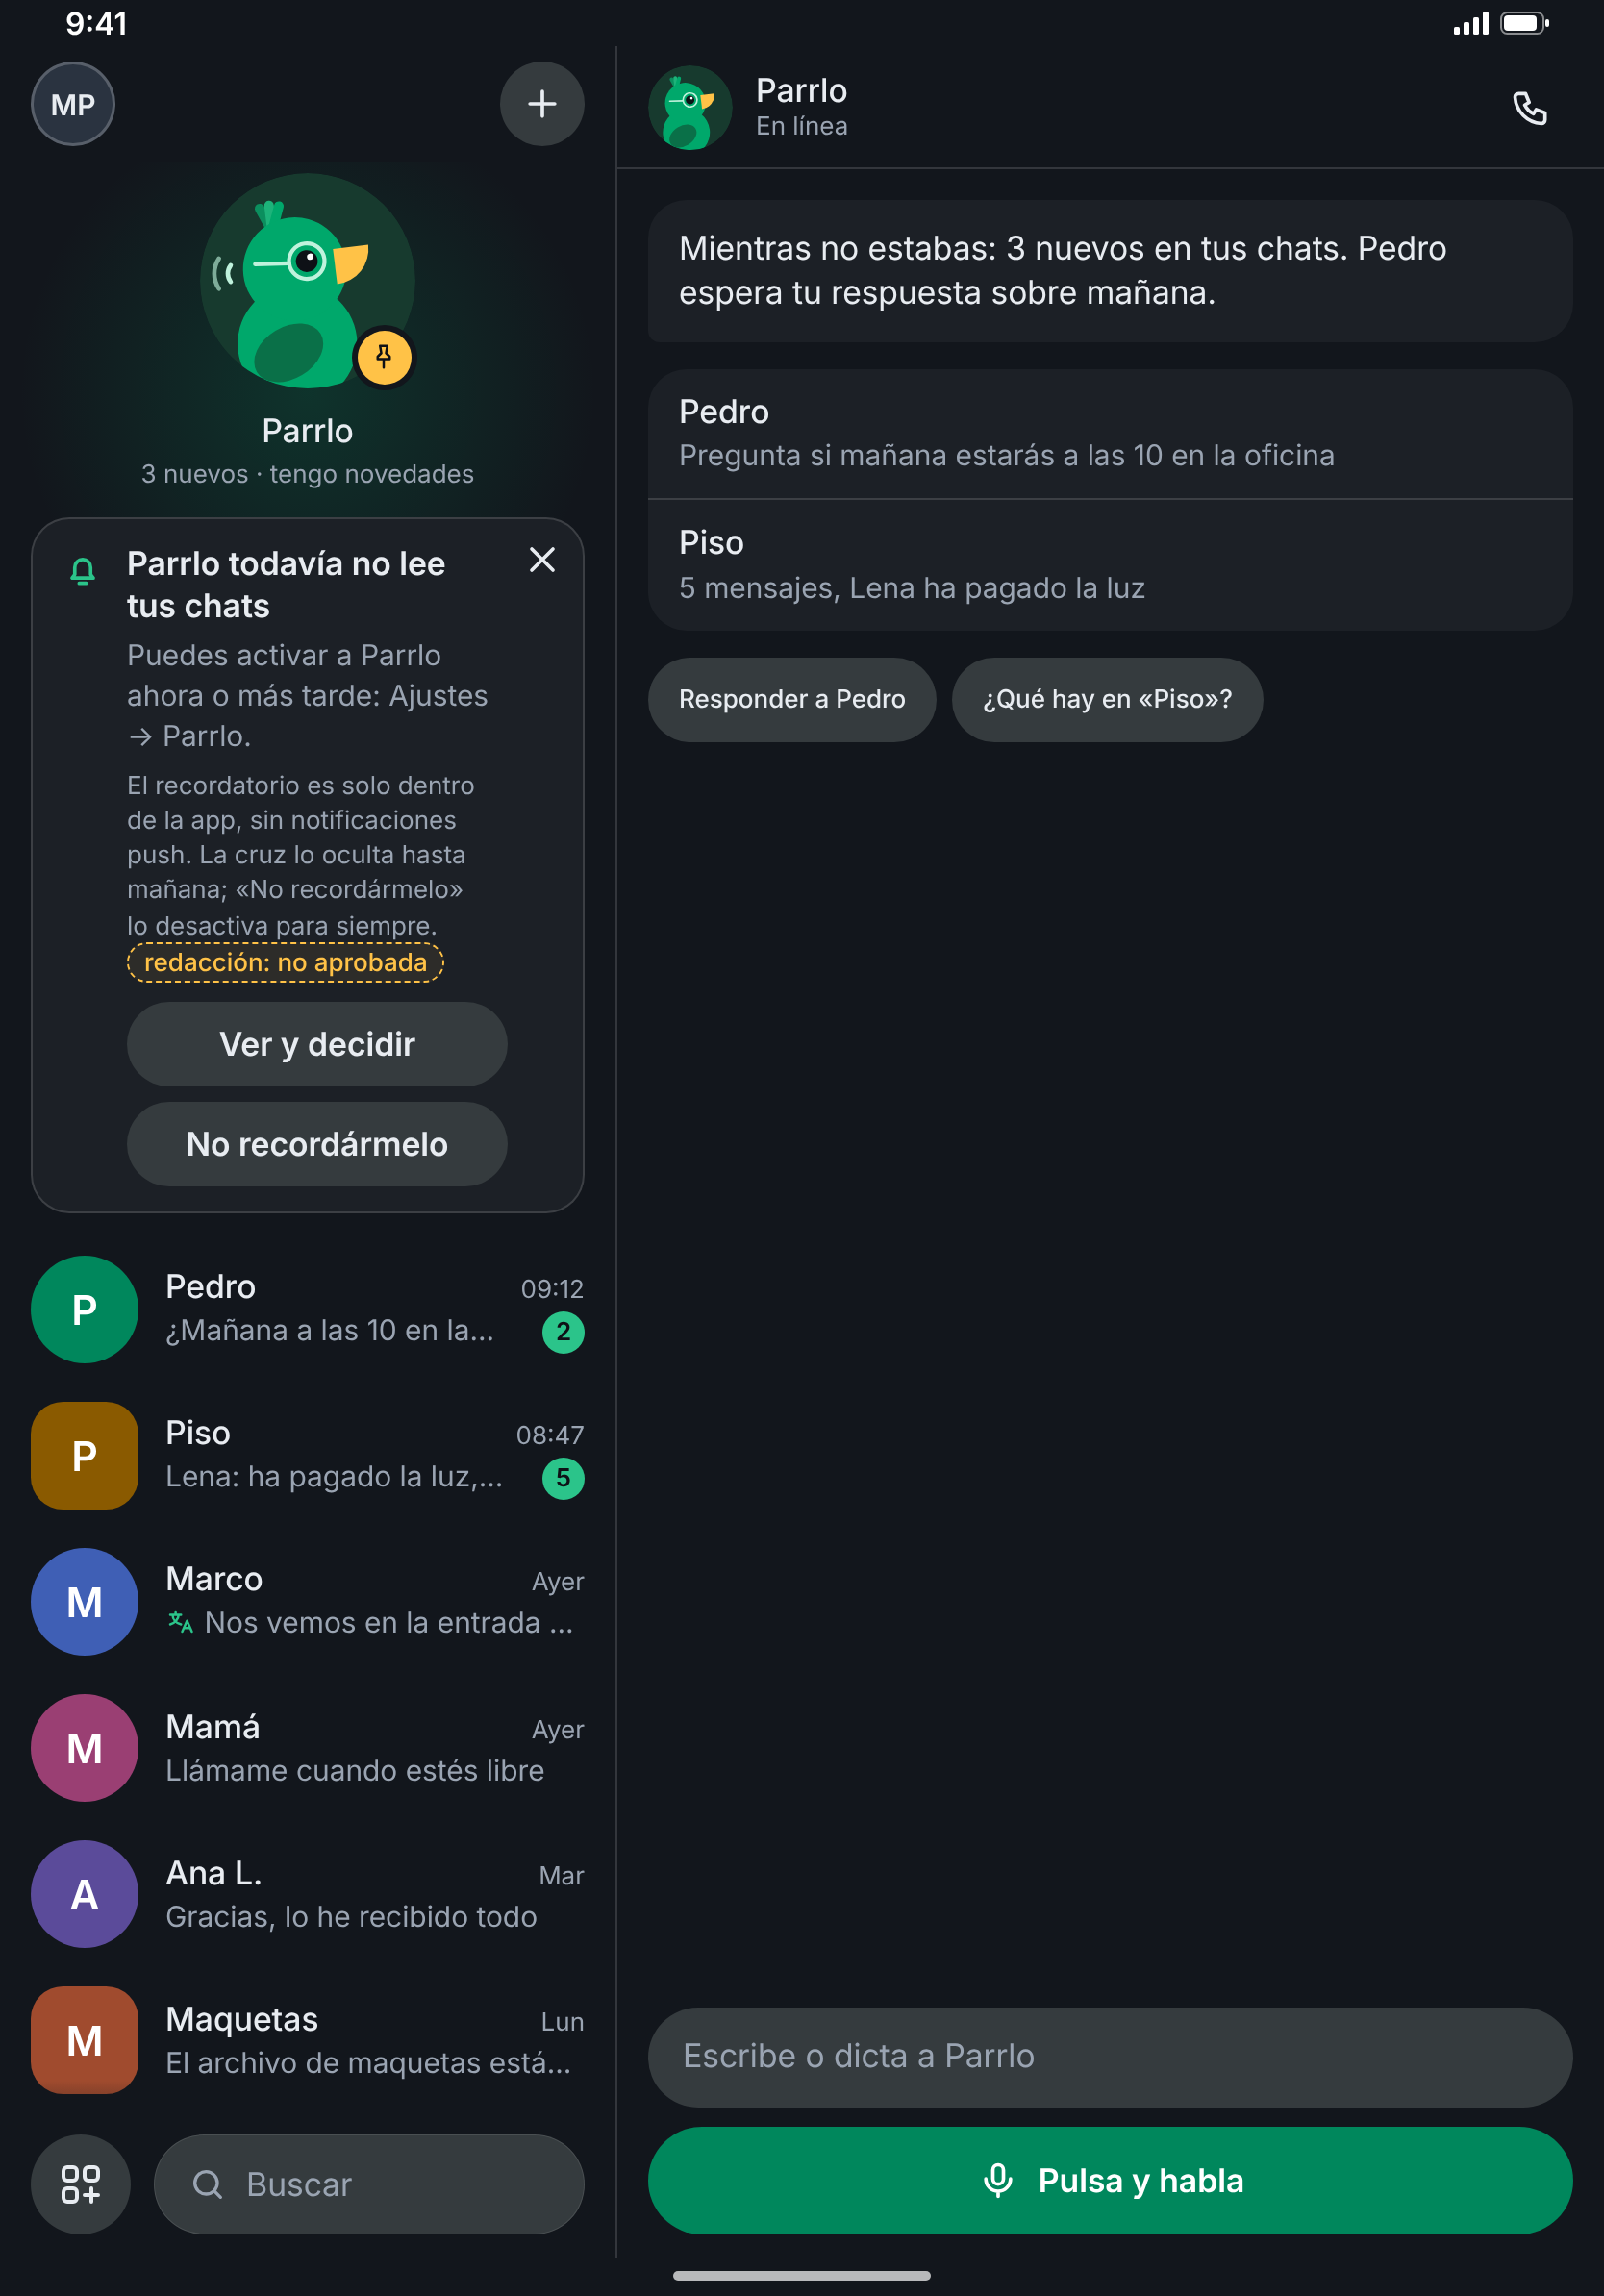 9:41
MP
Parrlo
3 nuevos · tengo novedades
Parrlo todavía no lee
tus chats
Puedes activar a Parrlo
ahora o más tarde: Ajustes
→ Parrlo.
El recordatorio es solo dentro
de la app, sin notificaciones
push. La cruz lo oculta hasta
mañana; «No recordármelo»
lo desactiva para siempre.
redacción: no aprobada
Ver y decidir
No recordármelo
P
Pedro
09:12
¿Mañana a las 10 en la...
2
P
Piso
08:47
Lena: ha pagado la luz,...
5
M
Marco
Ayer
Nos vemos en la entrada ...
M
Mamá
Ayer
Llámame cuando estés libre
A
Ana L.
Mar
Gracias, lo he recibido todo
M
Maquetas
Lun
El archivo de maquetas está...
Buscar
Parrlo
En línea
Mientras no estabas: 3 nuevos en tus chats. Pedro
espera tu respuesta sobre mañana.
Pedro
Pregunta si mañana estarás a las 10 en la oficina
Piso
5 mensajes, Lena ha pagado la luz
Responder a Pedro
¿Qué hay en «Piso»?
Escribe o dicta a Parrlo
Pulsa y habla